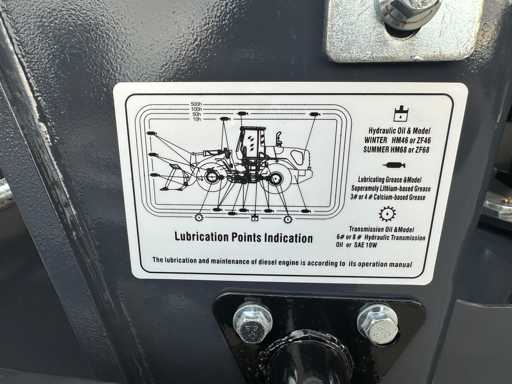 500h
100h
50h
10h
Hydraulic Oil & Model
WINTER HM46 or ZF46
SUMMER HM68 or ZF68
Lubricating Grease &Model
Superamoly Lithium-based Grease
3# or 4 # Calcium-based Grease
Transmission Oil &Model
6# or 8 # Hydraulic Transmission
Oil or SAE 10W
Lubrication Points Indication
The lubrication and maintenance of diesel engine is according to its operation manual